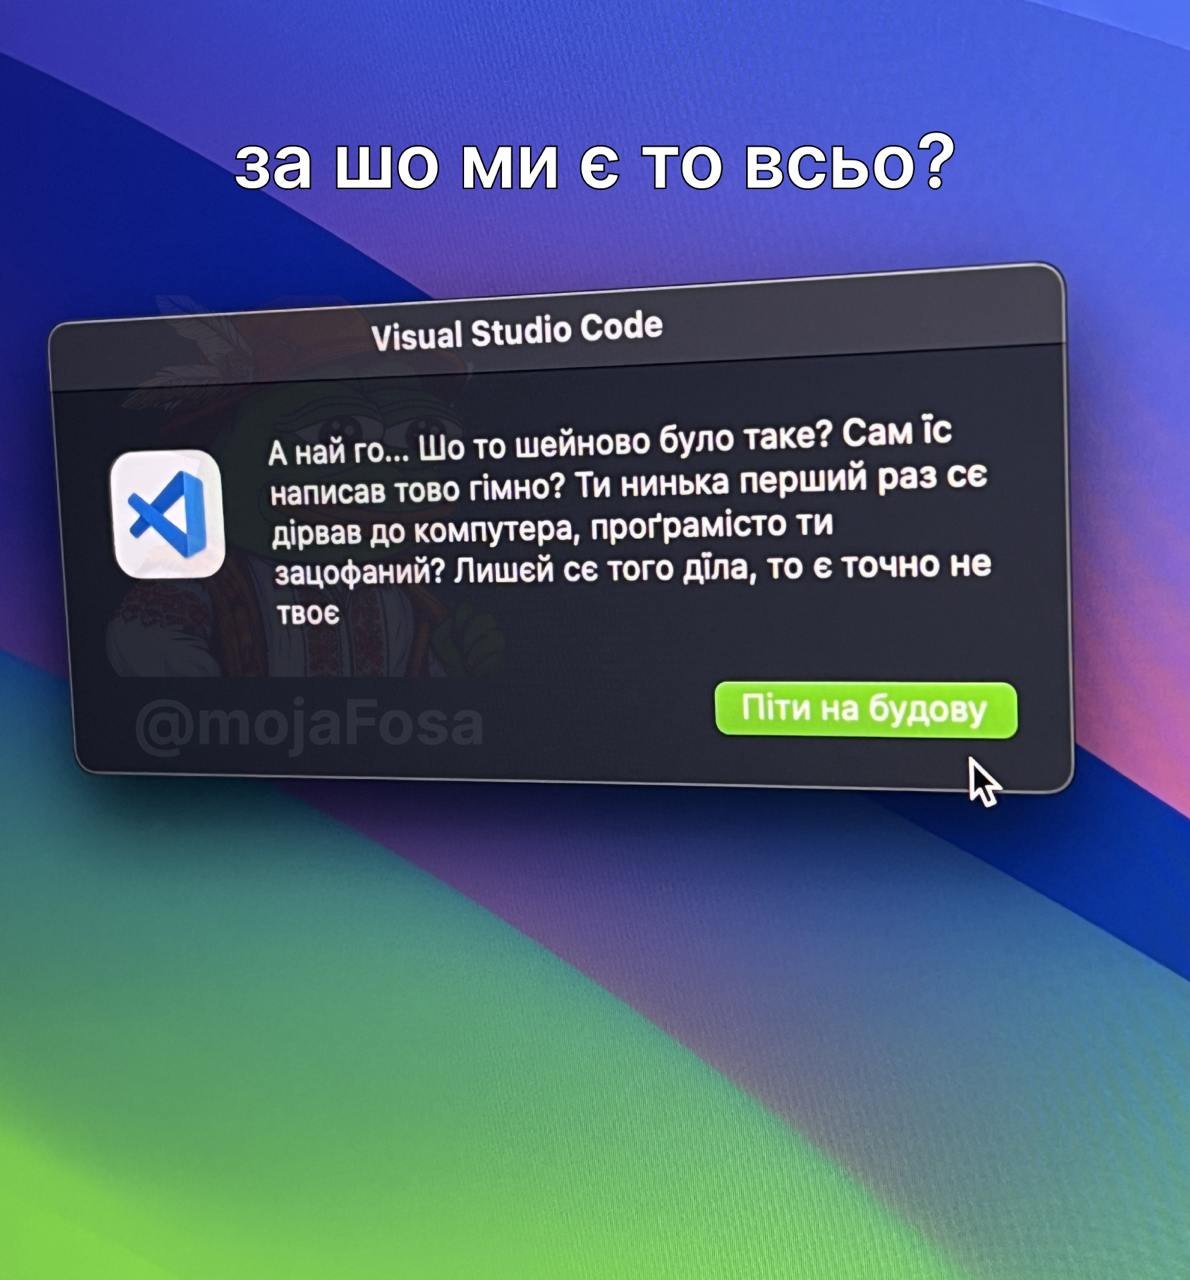 за шо ми є то всьо?
Visual Studio Code
А най го... Шо то шейново було таке? Сам їс
написав тово гімно? Ти нинька перший раз сє
дірвав до компутера, проґрамісто ти
зацофаний? Лишєй сє того дїла, то є точно не
твоє
Піти на будову
@mojaFosa